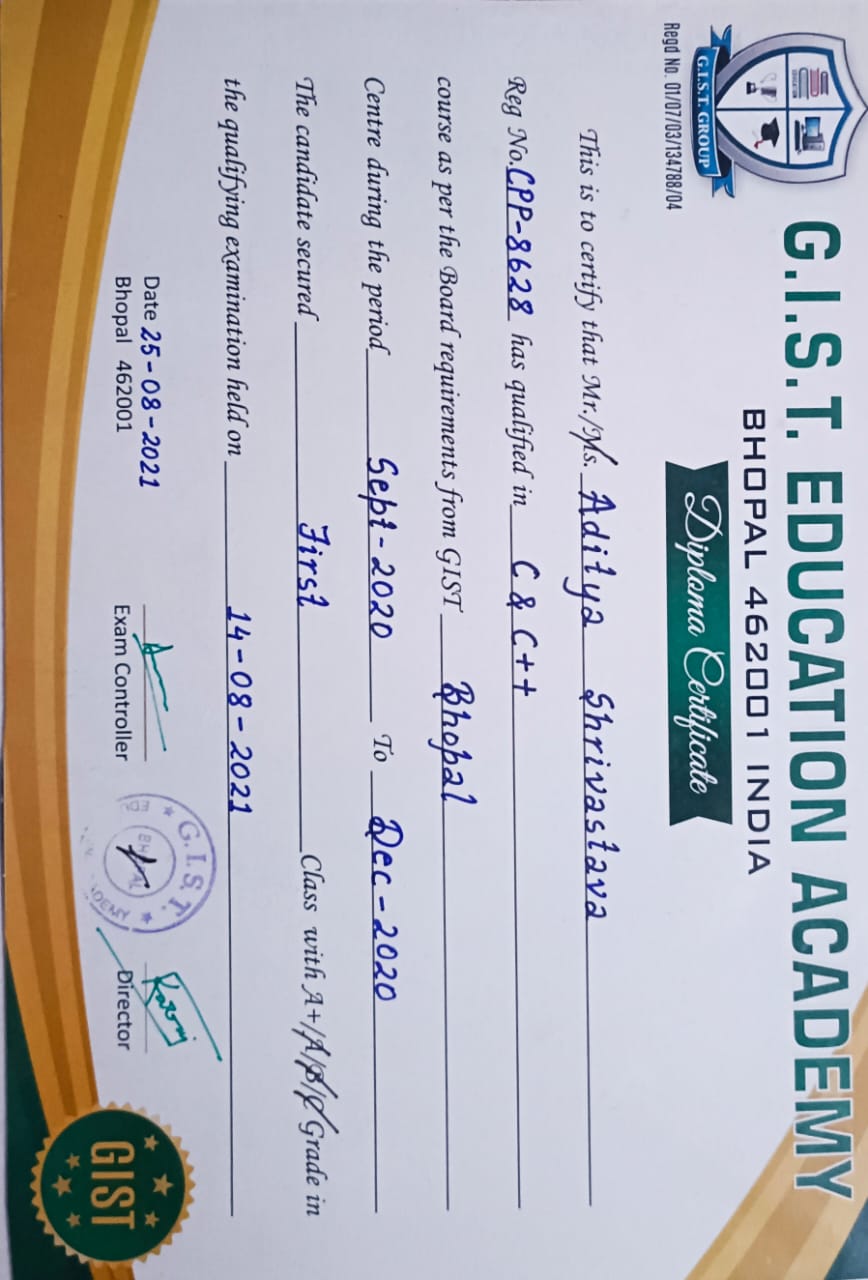 G.I.S.T. EDUCATION ACADEMY
BHOPAL 462001 INDIA
Diploma Certificate
EDUCATION
G.I.S.T. GROUP
Regd No. 01/07/03/134788/04
This is to certify that Mr./Ms. Aditya Shrivastava
Reg No. CPP-8628 has qualified in C & C++
course as per the Board requirements from GIST Bhopal
Centre during the period Sept-2020 To Dec-2020
The candidate secured First Class with A+/A/B/C Grade in
the qualifying examination held on 14-08-2021
Date 25-08-2021
Bhopal 462001
Exam Controller
G.I.S.T.
BHOPAL
Director
GIST